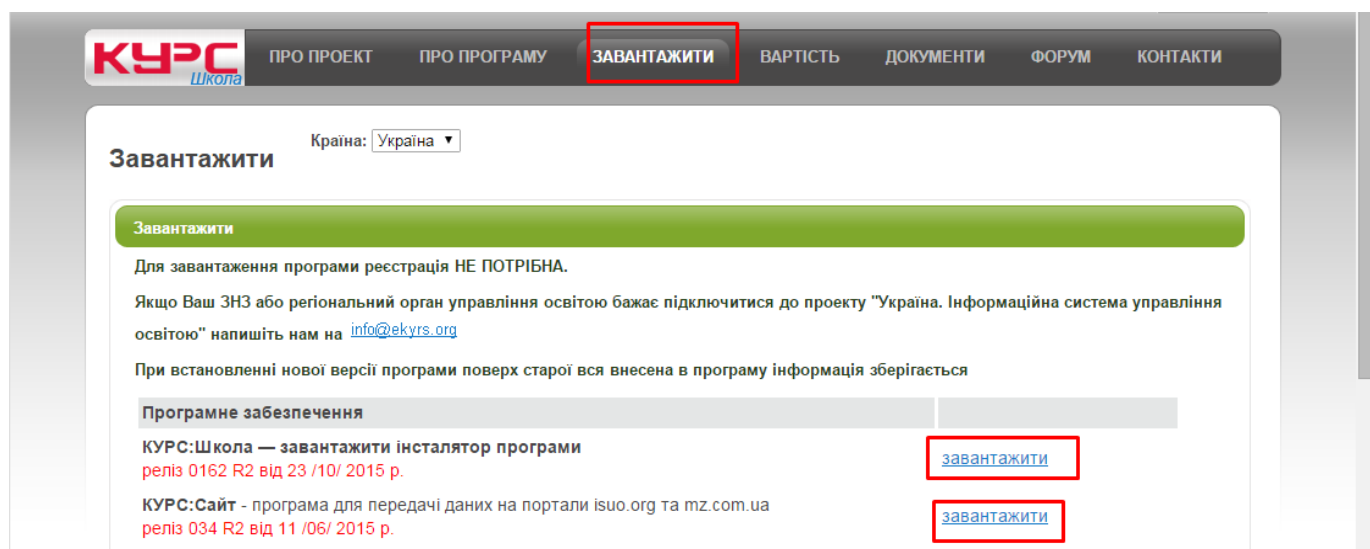 КУРС Школа
ПРО ПРОЕКТ ПРО ПРОГРАМУ ЗАВАНТАЖИТИ ВАРТІСТЬ ДОКУМЕНТИ ФОРУМ КОНТАКТИ
Країна: Україна
Завантажити
Завантажити
Для завантаження програми реєстрація НЕ ПОТРІБНА.
Якщо Ваш ЗНЗ або регіональний орган управління освітою бажає підключитися до проекту "Україна. Інформаційна система управління
освітою" напишіть нам на info@ekyrs.org
При встановленні нової версії програми поверх старої вся внесена в програму інформація зберігається
Програмне забезпечення
КУРС:Школа — завантажити інсталятор програми
реліз 0162 R2 від 23 /10/ 2015 р.
завантажити
КУРС:Сайт - програма для передачі даних на портали isuo.org та mz.com.ua
реліз 034 R2 від 11 /06/ 2015 р.
завантажити